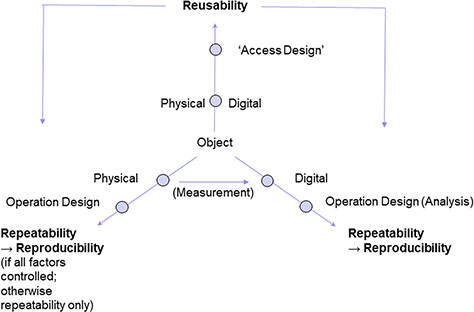 Reusability
'Access Design'
Physical Digital
Object
Physical
Digital
(Measurement)
Operation Design
Operation Design (Analysis)
Repeatability
→ Reproducibility
(if all factors
controlled;
otherwise
repeatability only)
Repeatability
→ Reproducibility